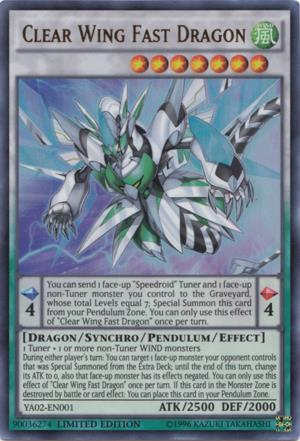 CLEAR WING FAST DRAGON
風
You can send 1 face-up "Speedroid" Tuner and 1 face-up
non-Tuner monster you control to the Graveyard,
whose total Levels equal 7; Special Summon this card
from your Pendulum Zone. You can only use this effect
of "Clear Wing Fast Dragon" once per turn.
4
4
[DRAGON/SYNCHRO/PENDULUM/EFFECT]
1 Tuner + 1 or more non-Tuner WIND monsters
During either player's turn: You can target 1 face-up monster your opponent controls
that was Special Summoned from the Extra Deck; until the end of this turn, change
its ATK to 0, also that face-up monster has its effects negated. You can only use this effect
of "Clear Wing Fast Dragon" once per turn. If this card in the Monster Zone is
destroyed by battle or card effect: You can place this card in your Pendulum Zone.
YA02-EN001
ATK/2500 DEF/2000
90036274 LIMITED EDITION
©1996 KAZUKI TAKAHASHI